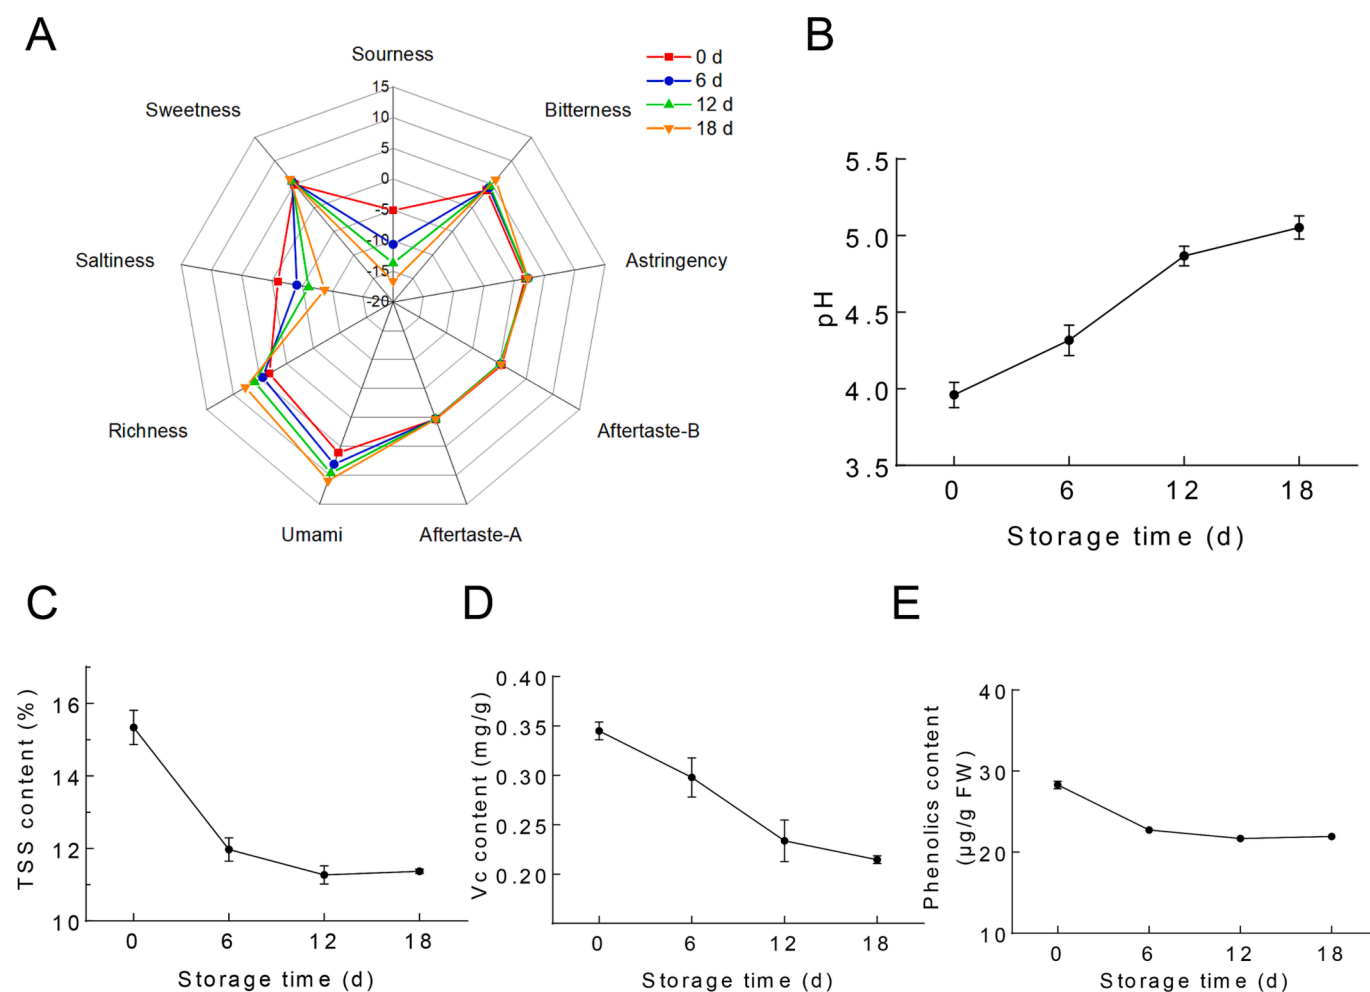 A
Sourness
0 d
6 d
12 d
18 d
Sweetness
Bitterness
15
10
5
0
-5
-10
-15
-20
Saltiness
Astringency
Richness
Aftertaste-B
Umami
Aftertaste-A
B
5.5
5.0
4.5
4.0
3.5
pH
0 6 12 18
Storage time (d)
C
16
14
12
10
TSS content (%)
0 6 12 18
Storage time (d)
D
0.40
0.35
0.30
0.25
0.20
Vc content (mg/g)
0 6 12 18
Storage time (d)
E
40
30
20
10
Phenolics content
(µg/g FW)
0 6 12 18
Storage time (d)